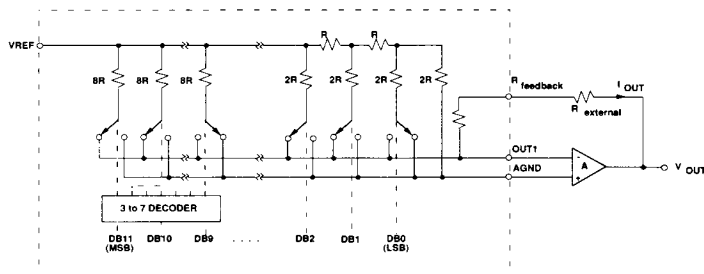 VREF
R
R
8R
8R
8R
2R
2R
2R
2R
R feedback
I OUT
R external
OUT1
AGND
-
+
A
V OUT
3 to 7 DECODER
DB11 DB10 DB9 . . . . DB2 DB1 DB0
(MSB) (LSB)